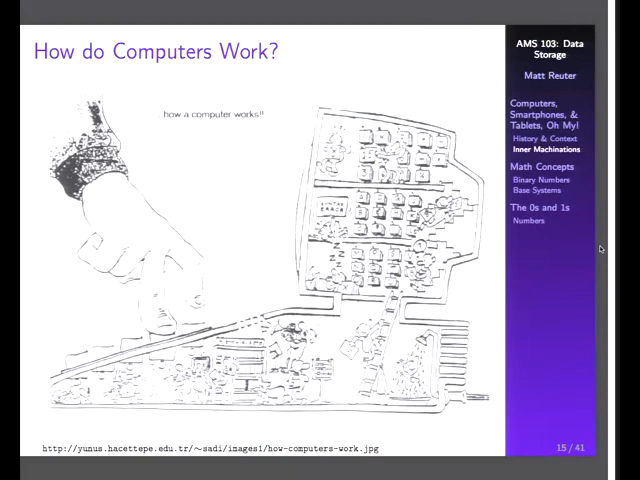 How do Computers Work?
how a computer works!!
SYNTAX
ERROR
Z
Z
Z
Z
http://yunus.hacettepe.edu.tr/~sadi/images1/how-computers-work.jpg
AMS 103: Data
Storage
Matt Reuter
Computers,
Smartphones, &
Tablets, Oh My!
History & Context
Inner Machinations
Math Concepts
Binary Numbers
Base Systems
The 0s and 1s
Numbers
15 / 41